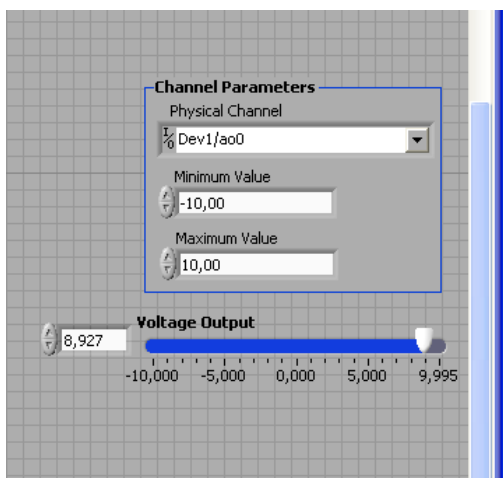 Channel Parameters
Physical Channel
I/0 Dev1/ao0
Minimum Value
-10,00
Maximum Value
10,00
Voltage Output
8,927
-10,000 -5,000 0,000 5,000 9,995